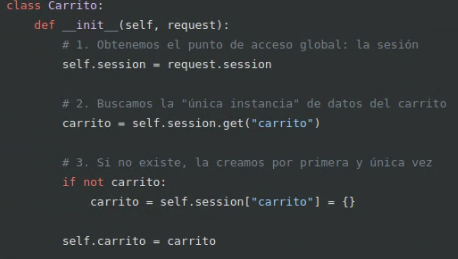 class Carrito:
    def __init__(self, request):
        # 1. Obtenemos el punto de acceso global: la sesión
        self.session = request.session
        # 2. Buscamos la "única instancia" de datos del carrito
        carrito = self.session.get("carrito")
        # 3. Si no existe, la creamos por primera y única vez
        if not carrito:
            carrito = self.session["carrito"] = {}
        self.carrito = carrito